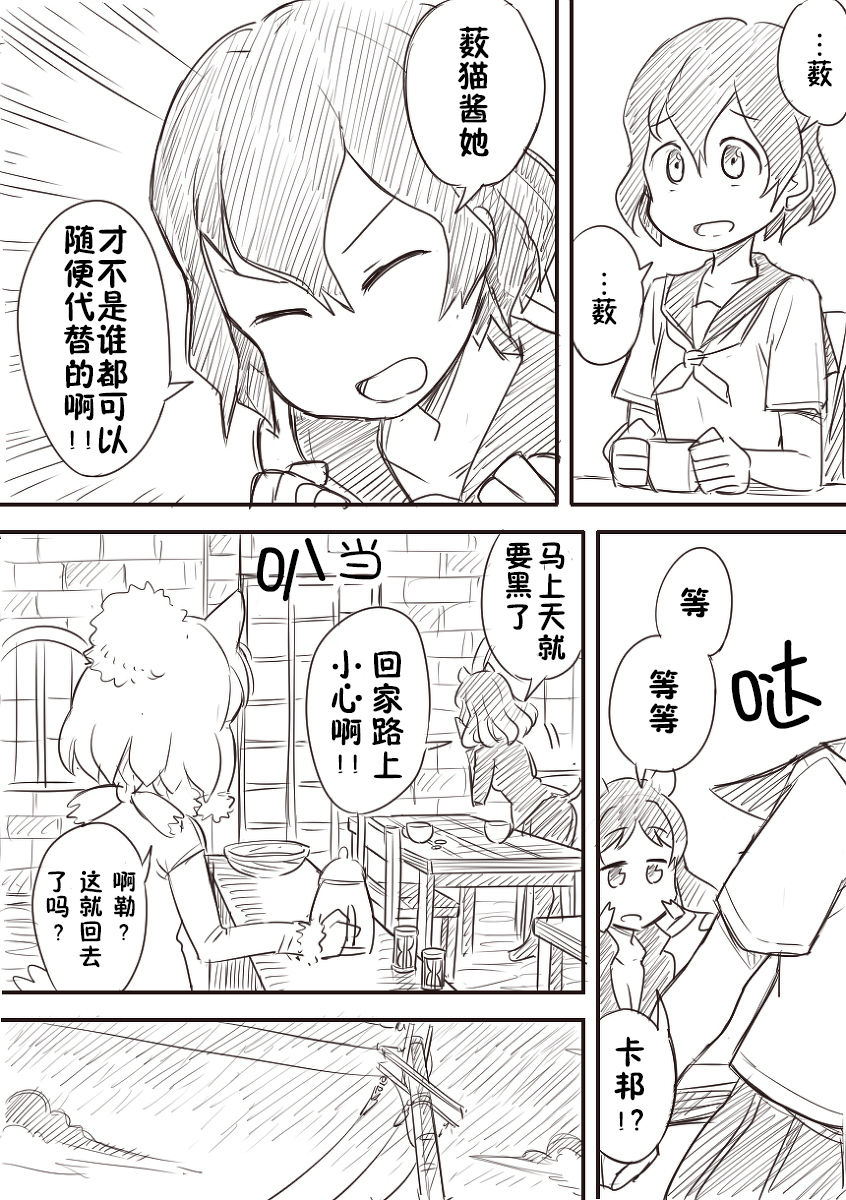 …薮
…薮
薮猫酱她
才不是谁都可以
随便代替的啊!!
等
等等
哒
卡邦!?
马上天就
要黑了
回家路上
小心啊!!
当
啊勒?
这就回去
了吗?